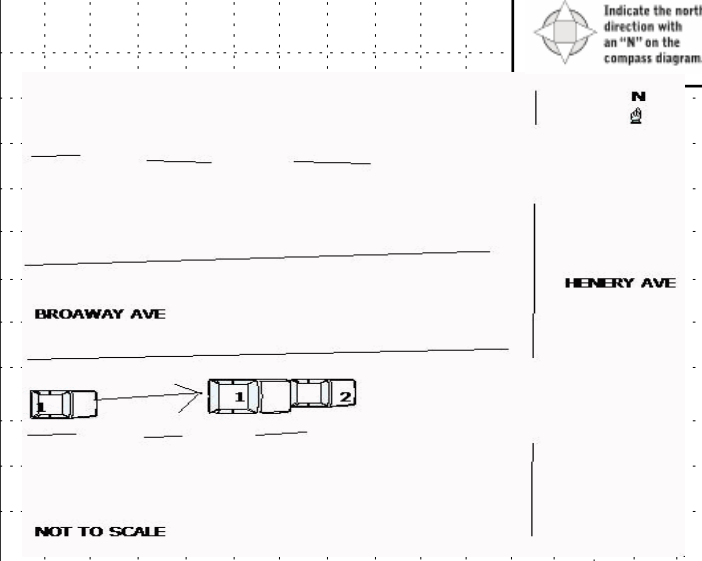 Indicate the north
direction with
an "N" on the
compass diagram.
N
HENERY AVE
BROAWAY AVE
1
1
2
NOT TO SCALE